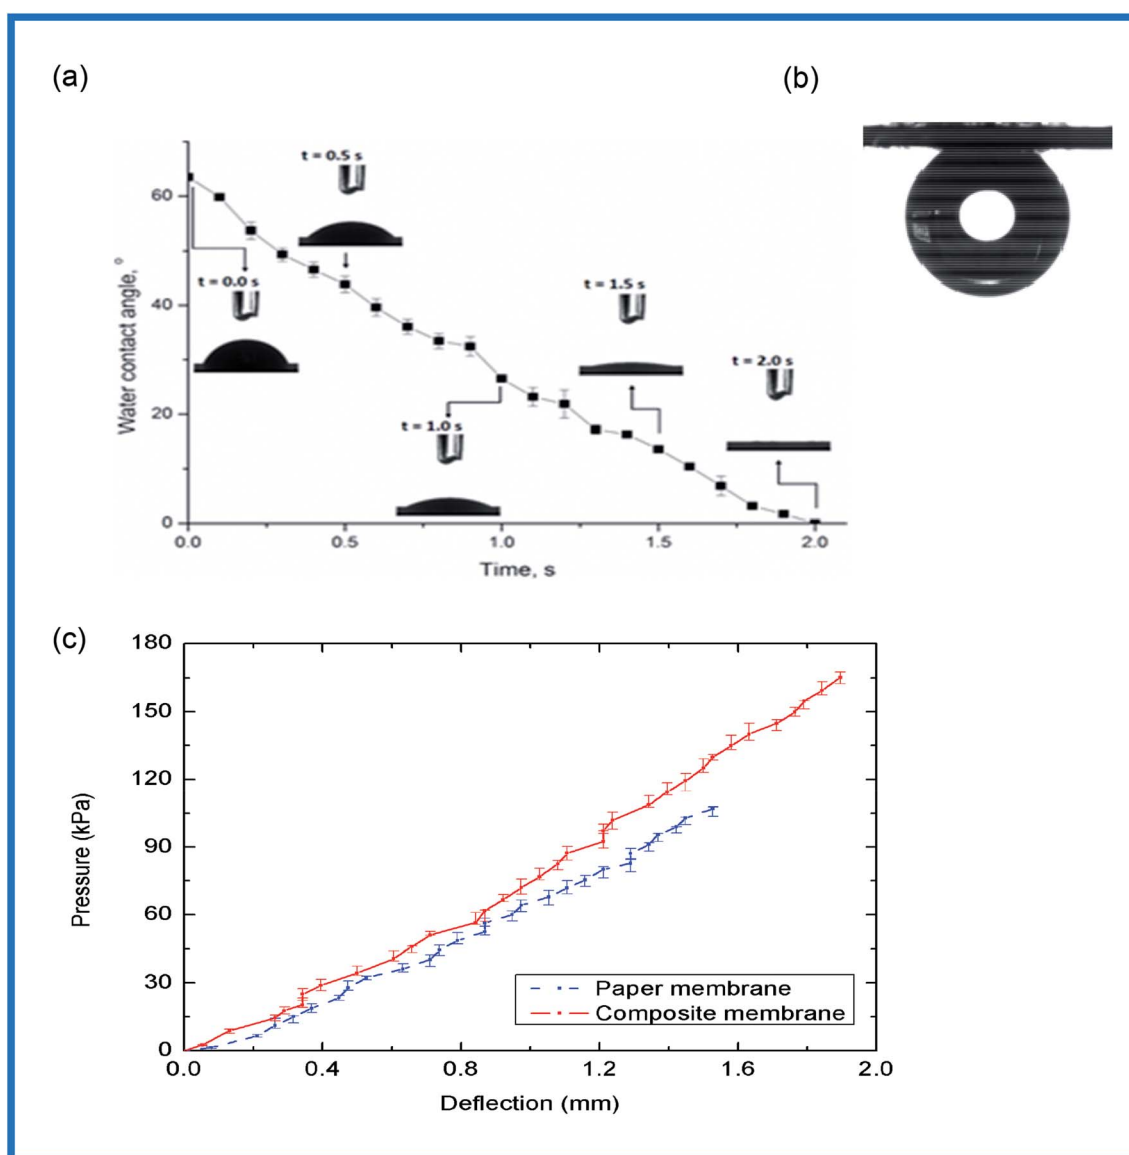 (a)
(b)
t = 0.5 s
60
t = 0.0 s
40
t = 1.5 s
t = 2.0 s
20
t = 1.0 s
0
0.0 0.5 1.0 1.5 2.0
Water contact angle, °
Time, s
(c)
180
150
120
90
60
30
0
0.0 0.4 0.8 1.2 1.6 2.0
Pressure (kPa)
Deflection (mm)
Paper membrane
Composite membrane